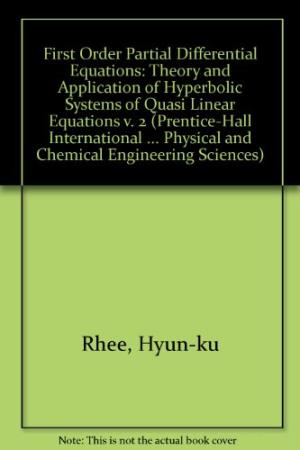 First Order Partial Differential
Equations: Theory and
Application of Hyperbolic
Systems of Quasi Linear
Equations v. 2 (Prentice-Hall
International ... Physical and
Chemical Engineering Sciences)
Rhee, Hyun-ku
Note: This is not the actual book cover